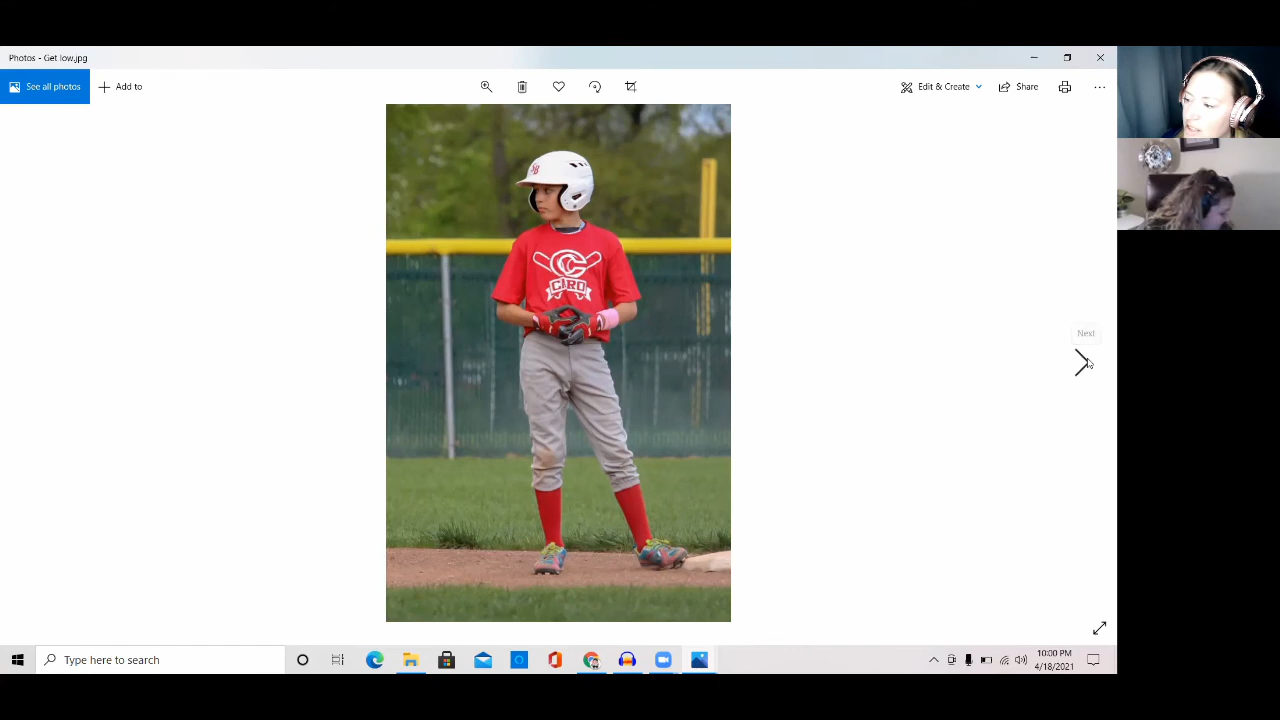 Photos - Get low.jpg
See all photos
Add to
Edit & Create
Share
CARO
Next
Type here to search
10:00 PM
4/18/2021